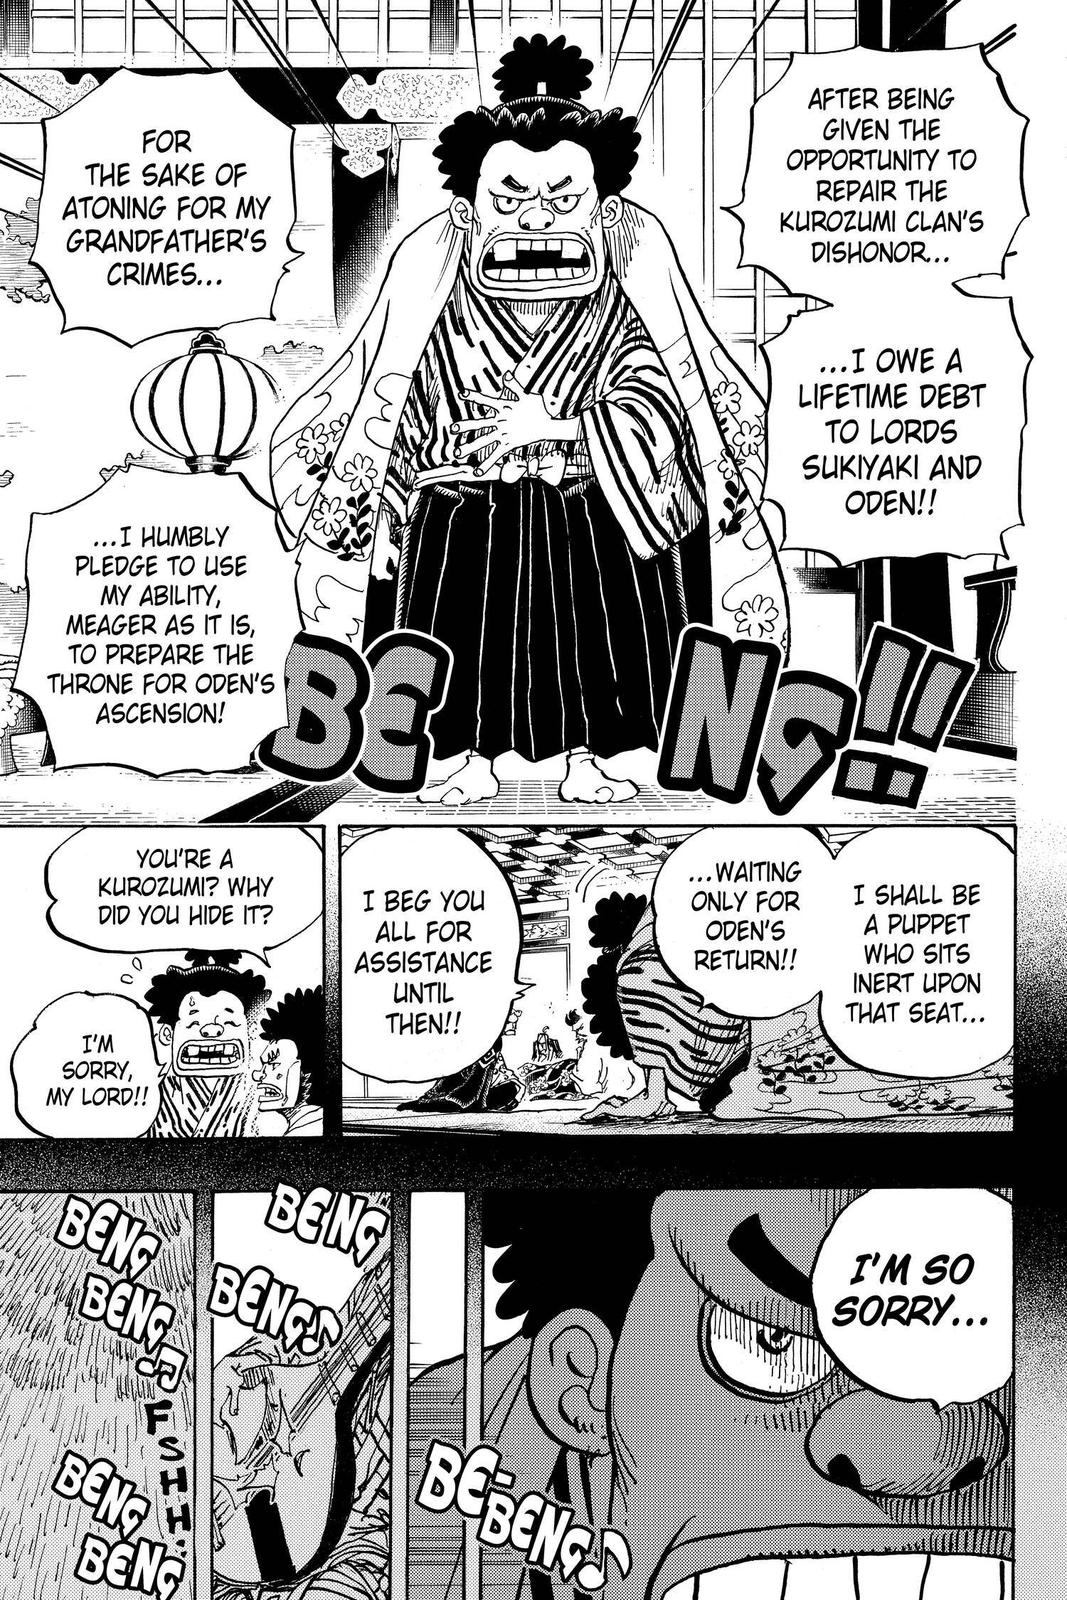 AFTER BEING
GIVEN THE
OPPORTUNITY TO
REPAIR THE
KUROZUMI CLAN'S
DISHONOR...
...I OWE A
LIFETIME DEBT
TO LORDS
SUKIYAKI AND
ODEN!!
FOR
THE SAKE OF
ATONING FOR MY
GRANDFATHER'S
CRIMES...
...I HUMBLY
PLEDGE TO USE
MY ABILITY,
MEAGER AS IT IS,
TO PREPARE THE
THRONE FOR ODEN'S
ASCENSION!
BENG!!
I SHALL BE
A PUPPET
WHO SITS
INERT UPON
THAT SEAT...
...WAITING
ONLY FOR
ODEN'S
RETURN!!
I BEG YOU
ALL FOR
ASSISTANCE
UNTIL
THEN!!
YOU'RE A
KUROZUMI? WHY
DID YOU HIDE IT?
I'M
SORRY,
MY LORD!!
I'M SO
SORRY...
BE-
BENG♪
BENG
BENG♪
BENG
BENG♫
FSHH
BENG
BENG